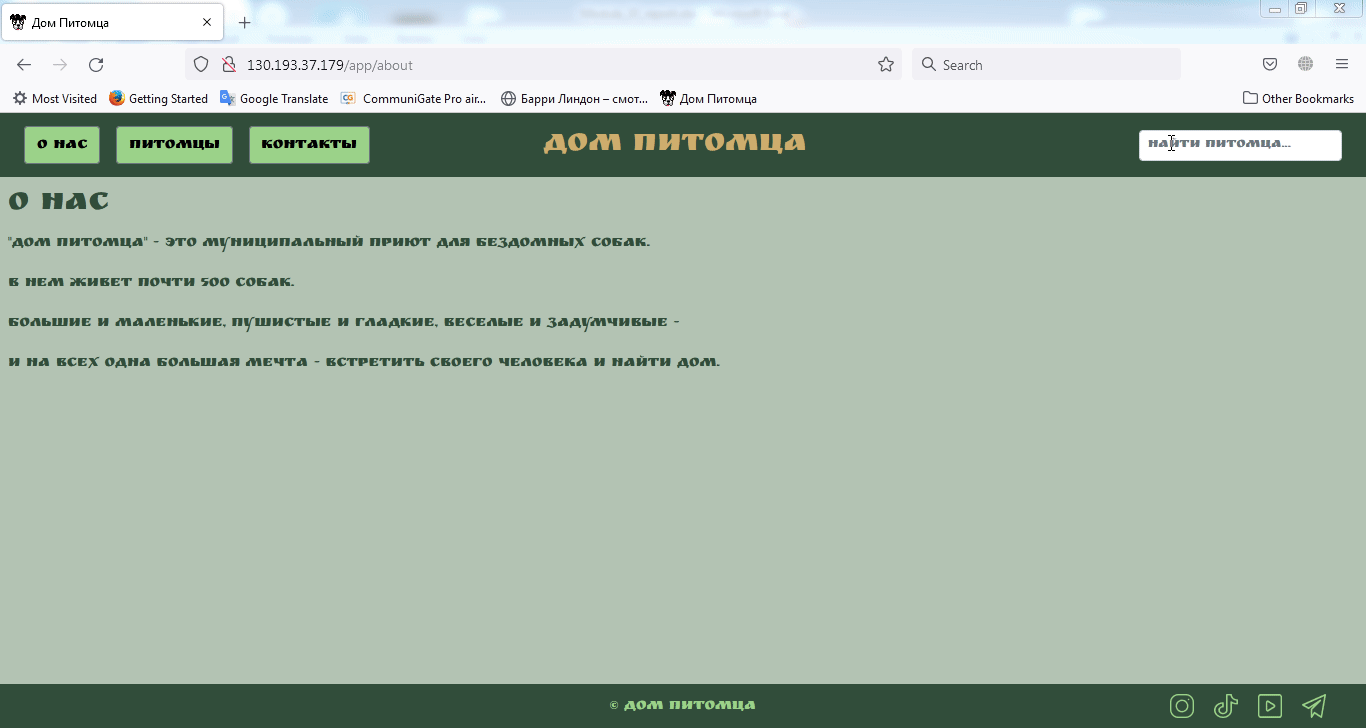 Дом Питомца
130.193.37.179/app/about
Search
Most Visited
Getting Started
Google Translate
CommuniGate Pro air...
Барри Линдон – смот...
Дом Питомца
Other Bookmarks
о нас
питомцы
контакты
дом питомца
найти питомца...
о нас
"дом питомца" - это муниципальный приют для бездомных собак.
в нем живет почти 500 собак.
большие и маленькие, пушистые и гладкие, веселые и задумчивые -
и на всех одна большая мечта - встретить своего человека и найти дом.
© дом питомца